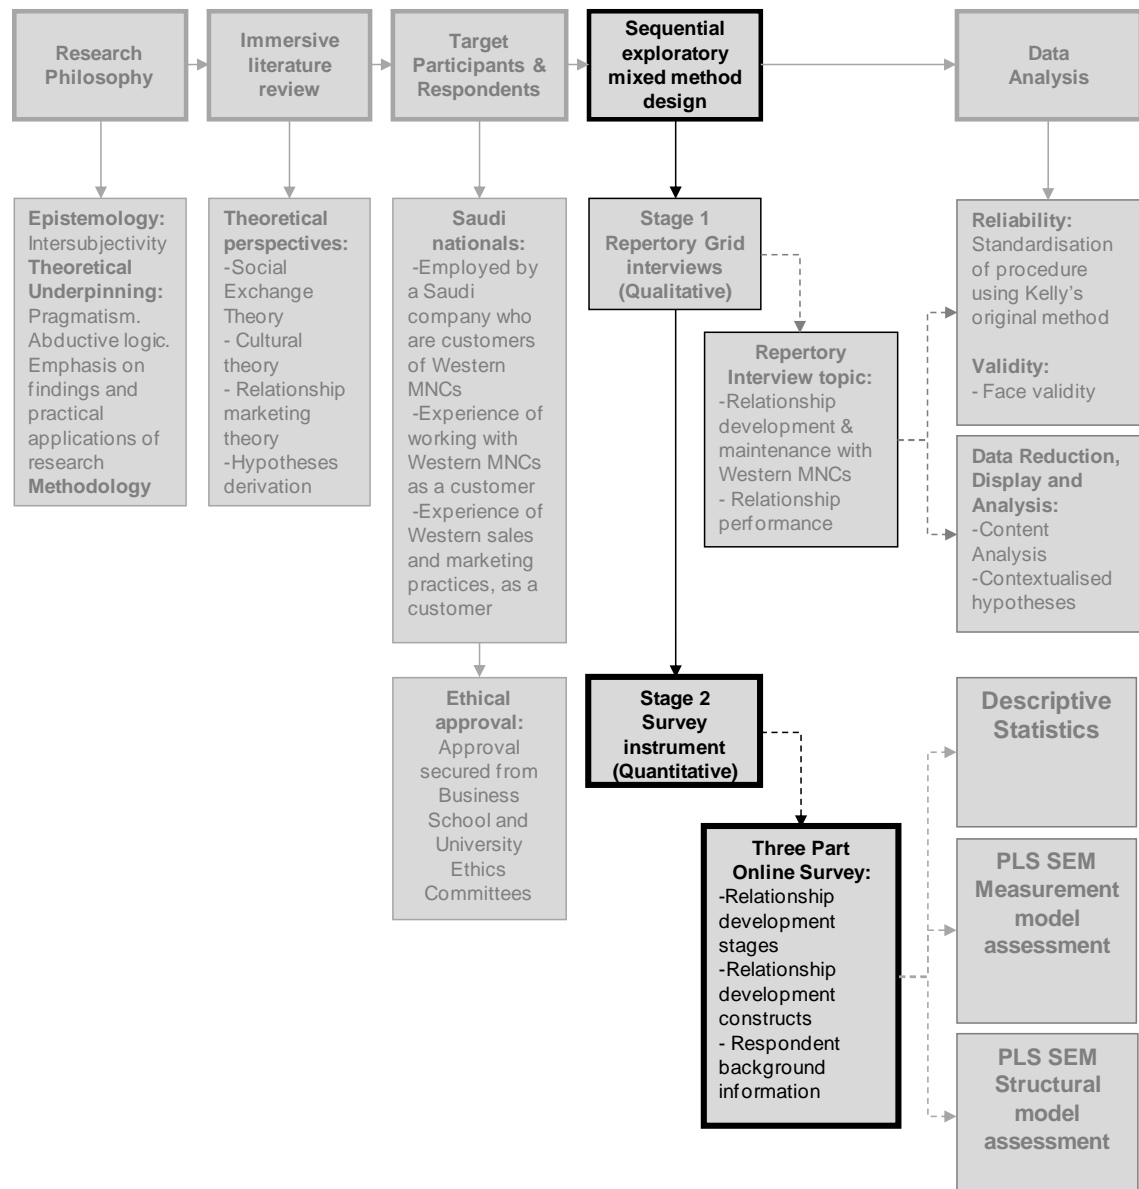 Research
Philosophy
Immersive
literature
review
Target
Participants &
Respondents
Sequential
exploratory
mixed method
design
Data
Analysis
Epistemology:
Intersubjectivity
Theoretical
Underpinning:
Pragmatism.
Abductive logic.
Emphasis on
findings and
practical
applications of
research
Methodology
Theoretical
perspectives:
-Social
Exchange
Theory
- Cultural
theory
- Relationship
marketing
theory
-Hypotheses
derivation
Saudi
nationals:
-Employed by
a Saudi
company who
are customers
of Western
MNCs
-Experience of
working with
Western MNCs
as a customer
-Experience of
Western sales
and marketing
practices, as a
customer
Ethical
approval:
Approval
secured from
Business
School and
University
Ethics
Committees
Stage 1
Repertory Grid
interviews
(Qualitative)
Repertory
Interview topic:
-Relationship
development &
maintenance with
Western MNCs
- Relationship
performance
Reliability:
Standardisation
of procedure
using Kelly's
original method
Validity:
- Face validity
Data Reduction,
Display and
Analysis:
-Content
Analysis
-Contextualised
hypotheses
Stage 2
Survey
instrument
(Quantitative)
Three Part
Online Survey:
-Relationship
development
stages
-Relationship
development
constructs
- Respondent
background
information
Descriptive
Statistics
PLS SEM
Measurement
model
assessment
PLS SEM
Structural
model
assessment